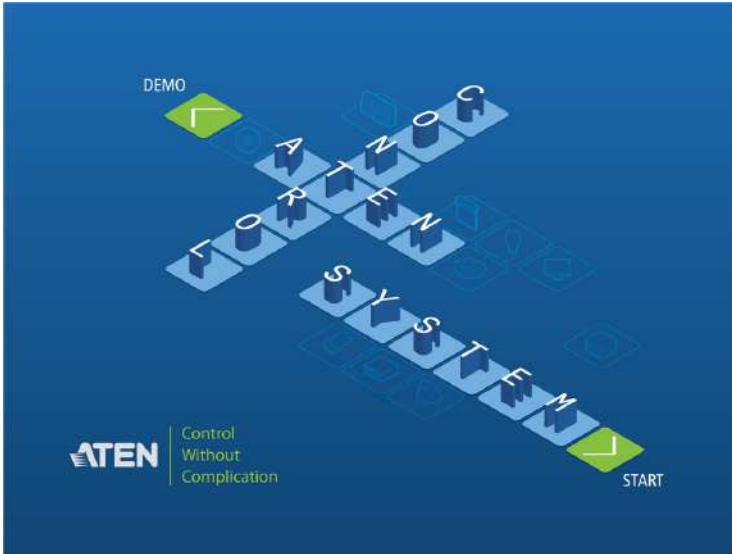 DEMO
ATEN
CONTROL
SYSTEM
START
ATEN
Control
Without
Complication